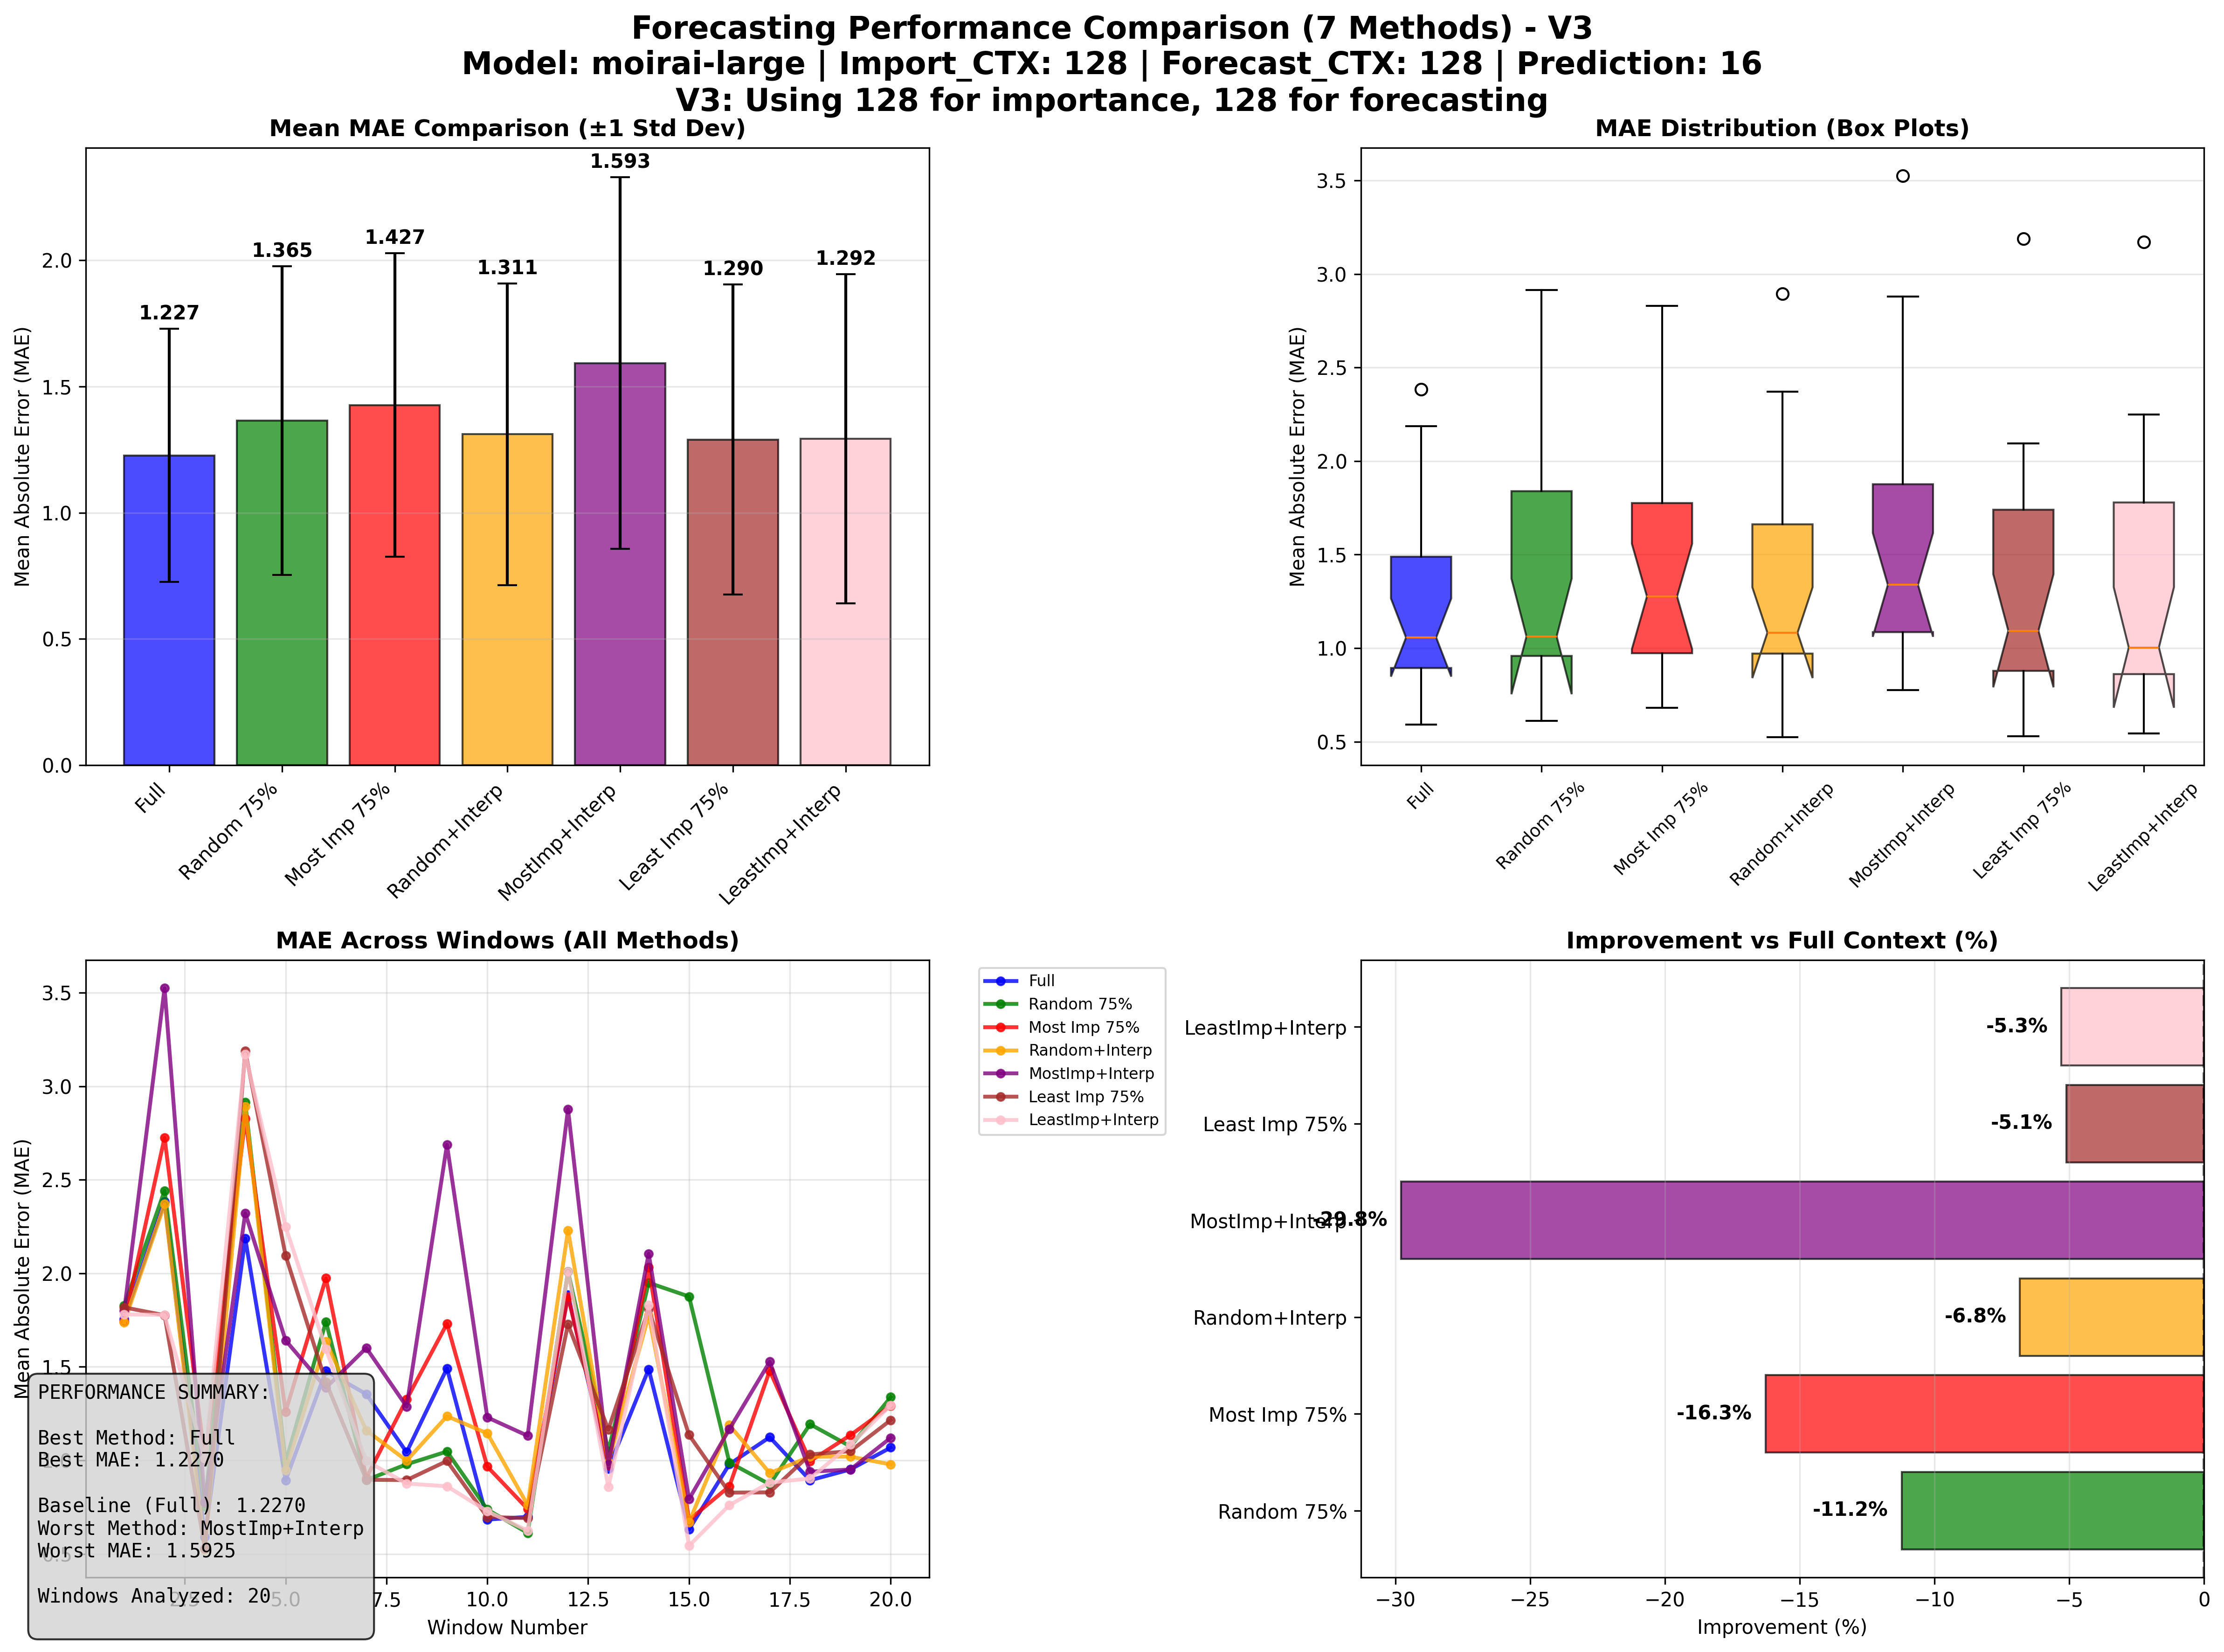 Forecasting Performance Comparison (7 Methods) - V3
Model: moirai-large | Import_CTX: 128 | Forecast_CTX: 128 | Prediction: 16
V3: Using 128 for importance, 128 for forecasting
Mean MAE Comparison (±1 Std Dev)
Mean Absolute Error (MAE)
2.0
1.5
1.0
0.5
0.0
1.227
1.365
1.427
1.311
1.593
1.290
1.292
Full
Random 75%
Most Imp 75%
Random+Interp
MostImp+Interp
Least Imp 75%
LeastImp+Interp
MAE Distribution (Box Plots)
Mean Absolute Error (MAE)
3.5
3.0
2.5
2.0
1.5
1.0
0.5
Full
Random 75%
Most Imp 75%
Random+Interp
MostImp+Interp
Least Imp 75%
LeastImp+Interp
MAE Across Windows (All Methods)
Mean Absolute Error (MAE)
3.5
3.0
2.5
2.0
1.5
0.5
5.0
7.5
10.0
12.5
15.0
17.5
20.0
Window Number
PERFORMANCE SUMMARY:
Best Method: Full
Best MAE: 1.2270
Baseline (Full): 1.2270
Worst Method: MostImp+Interp
Worst MAE: 1.5925
Windows Analyzed: 20
Full
Random 75%
Most Imp 75%
Random+Interp
MostImp+Interp
Least Imp 75%
LeastImp+Interp
Improvement vs Full Context (%)
LeastImp+Interp
-5.3%
Least Imp 75%
-5.1%
MostImp+Interp
-29.8%
Random+Interp
-6.8%
Most Imp 75%
-16.3%
Random 75%
-11.2%
−30
−25
−20
−15
−10
−5
0
Improvement (%)